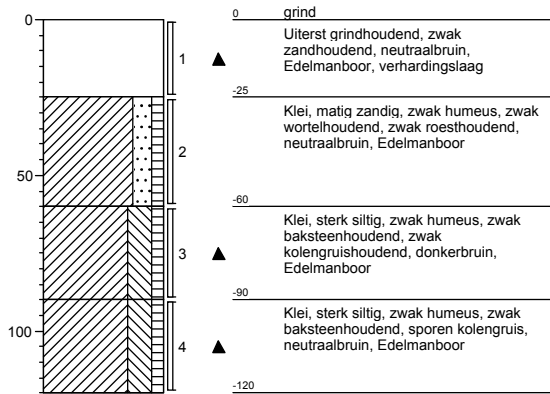 0
grind
0
1
Uiterst grindhoudend, zwak
zandhoudend, neutraalbruin,
Edelmanboor, verhardingslaag
-25
2
Klei, matig zandig, zwak humeus, zwak
wortelhoudend, zwak roesthoudend,
neutraalbruin, Edelmanboor
50
-60
3
Klei, sterk siltig, zwak humeus, zwak
baksteenhoudend, zwak
kolengruishoudend, donkerbruin,
Edelmanboor
-90
100
4
Klei, sterk siltig, zwak humeus, zwak
baksteenhoudend, sporen kolengruis,
neutraalbruin, Edelmanboor
-120